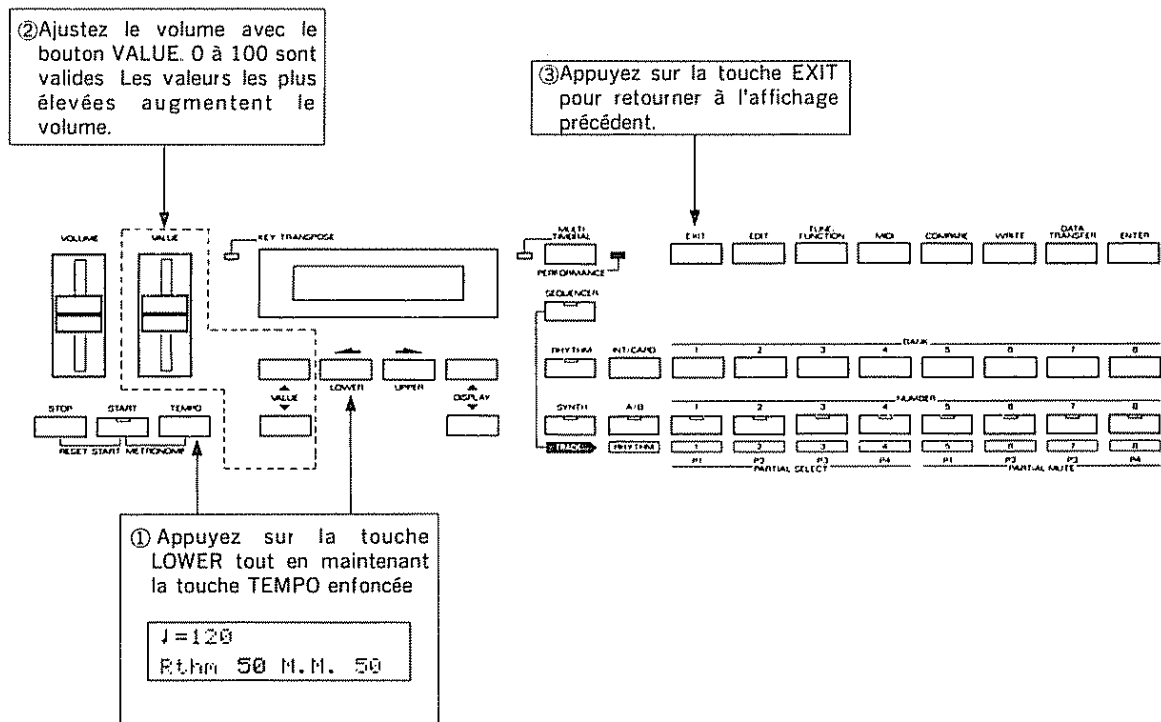 ②Ajustez le volume avec le
bouton VALUE. 0 à 100 sont
valides Les valeurs les plus
élevées augmentent le
volume.
③Appuyez sur la touche EXIT
pour retourner à l'affichage
précédent.
VOLUME VALUE KEY TRANSPOSE MULTI TIMBRAL EXIT EDIT TUNE FUNCTION MIDI COMPARE WRITE DATA TRANSFER ENTER
PERFORMANCE
SEQUENCER
BANK
RHYTHM INT/CARD 1 2 3 4 5 6 7 8
LOWER UPPER
VALUE DISPLAY
NUMBER
STOP START TEMPO SYNTH A/B 1 2 3 4 5 6 7 8
RESET START METRONOME
RHYTHM 1 2 3 4 5 6 7 8
P1 P2 P3 P4 P1 P2 P3 P4
PARTIAL SELECT PARTIAL MUTE
① Appuyez sur la touche
LOWER tout en maintenant
la touche TEMPO enfoncée
♩=120
Rthm 50 M.M. 50